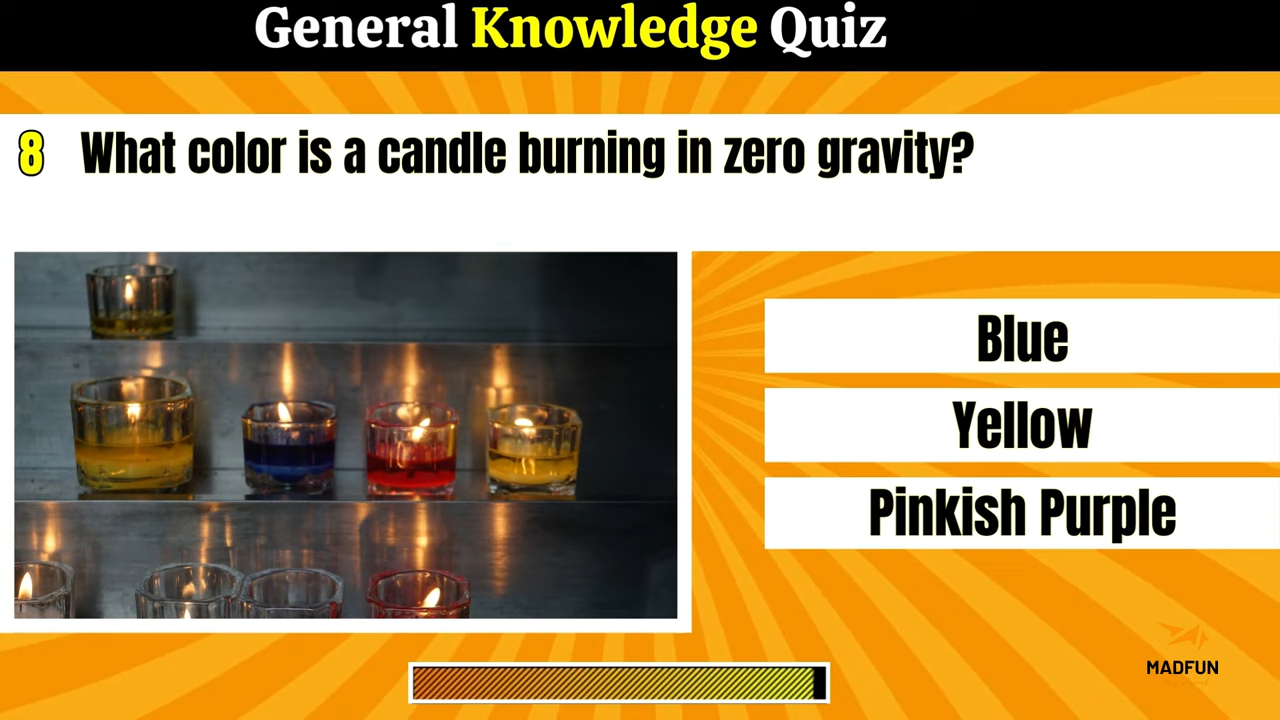 General Knowledge Quiz
8 What color is a candle burning in zero gravity?
Blue
Yellow
Pinkish Purple
MADFUN